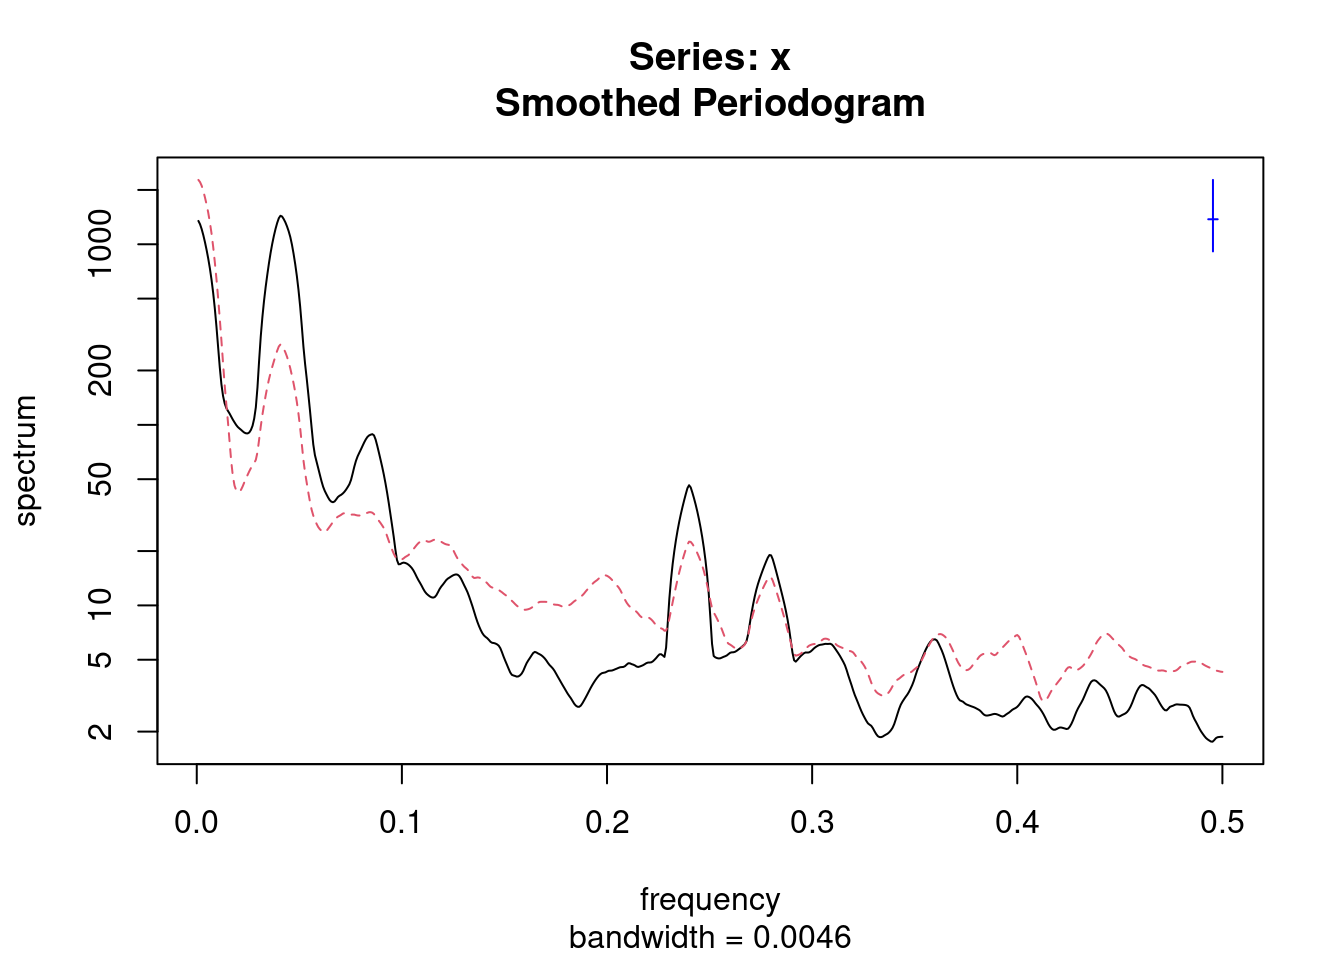 Series: x
Smoothed Periodogram
spectrum
1000
200
50
10
5
2
0.0 0.1 0.2 0.3 0.4 0.5
frequency
bandwidth = 0.0046